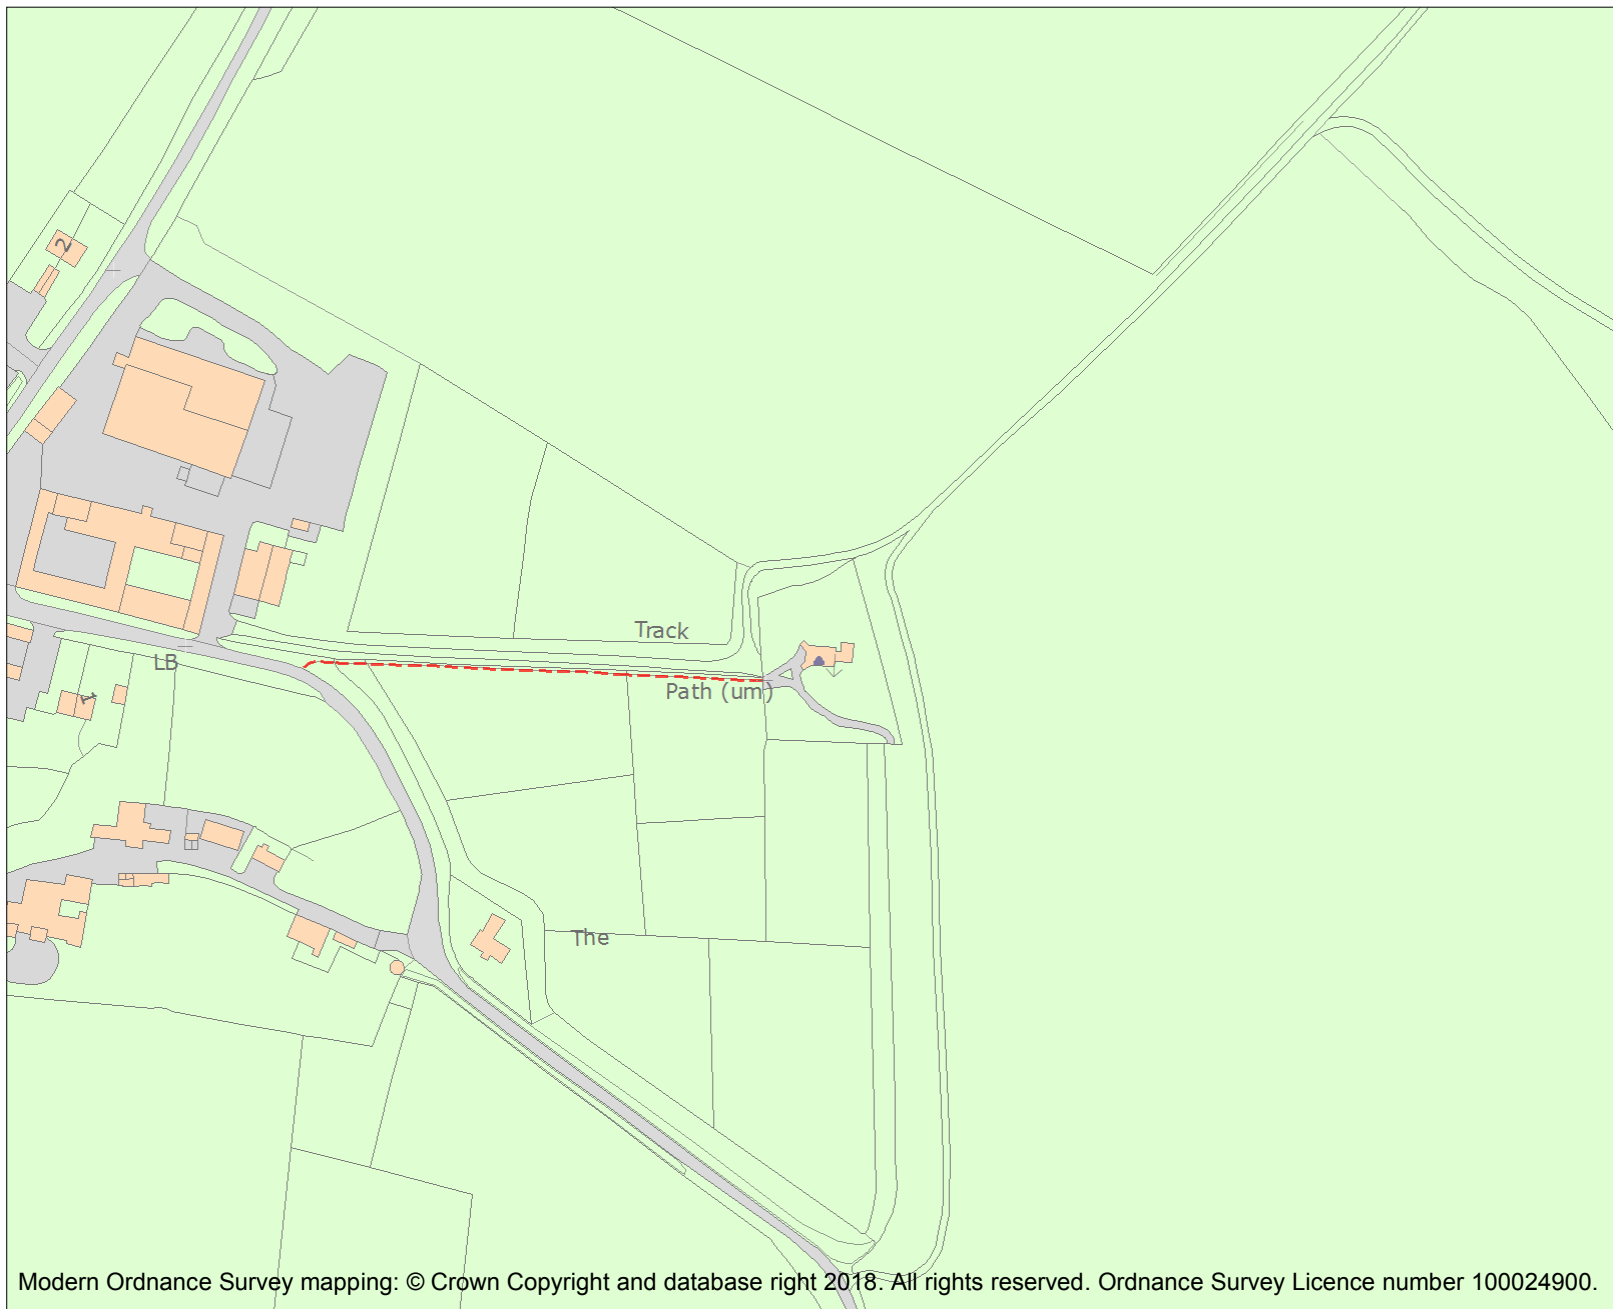 2
Track
LB
Path (um)
1
The
Modern Ordnance Survey mapping: © Crown Copyright and database right 2018. All rights reserved. Ordnance Survey Licence number 100024900.